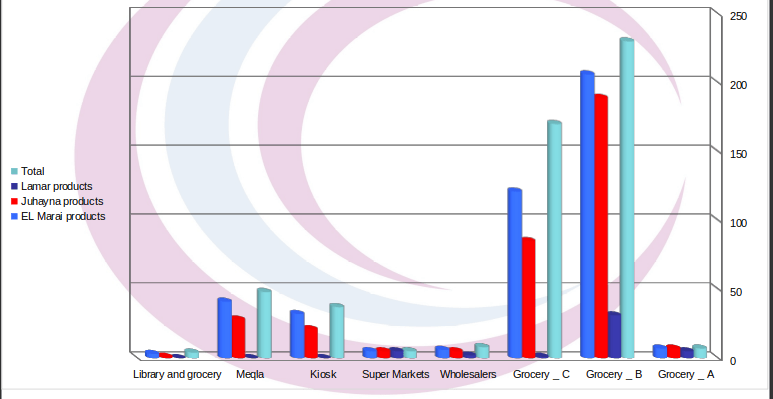 250
200
150
100
50
0
Total
Lamar products
Juhayna products
EL Marai products
Library and grocery Meqla Kiosk Super Markets Wholesalers Grocery _ C Grocery _ B Grocery _ A